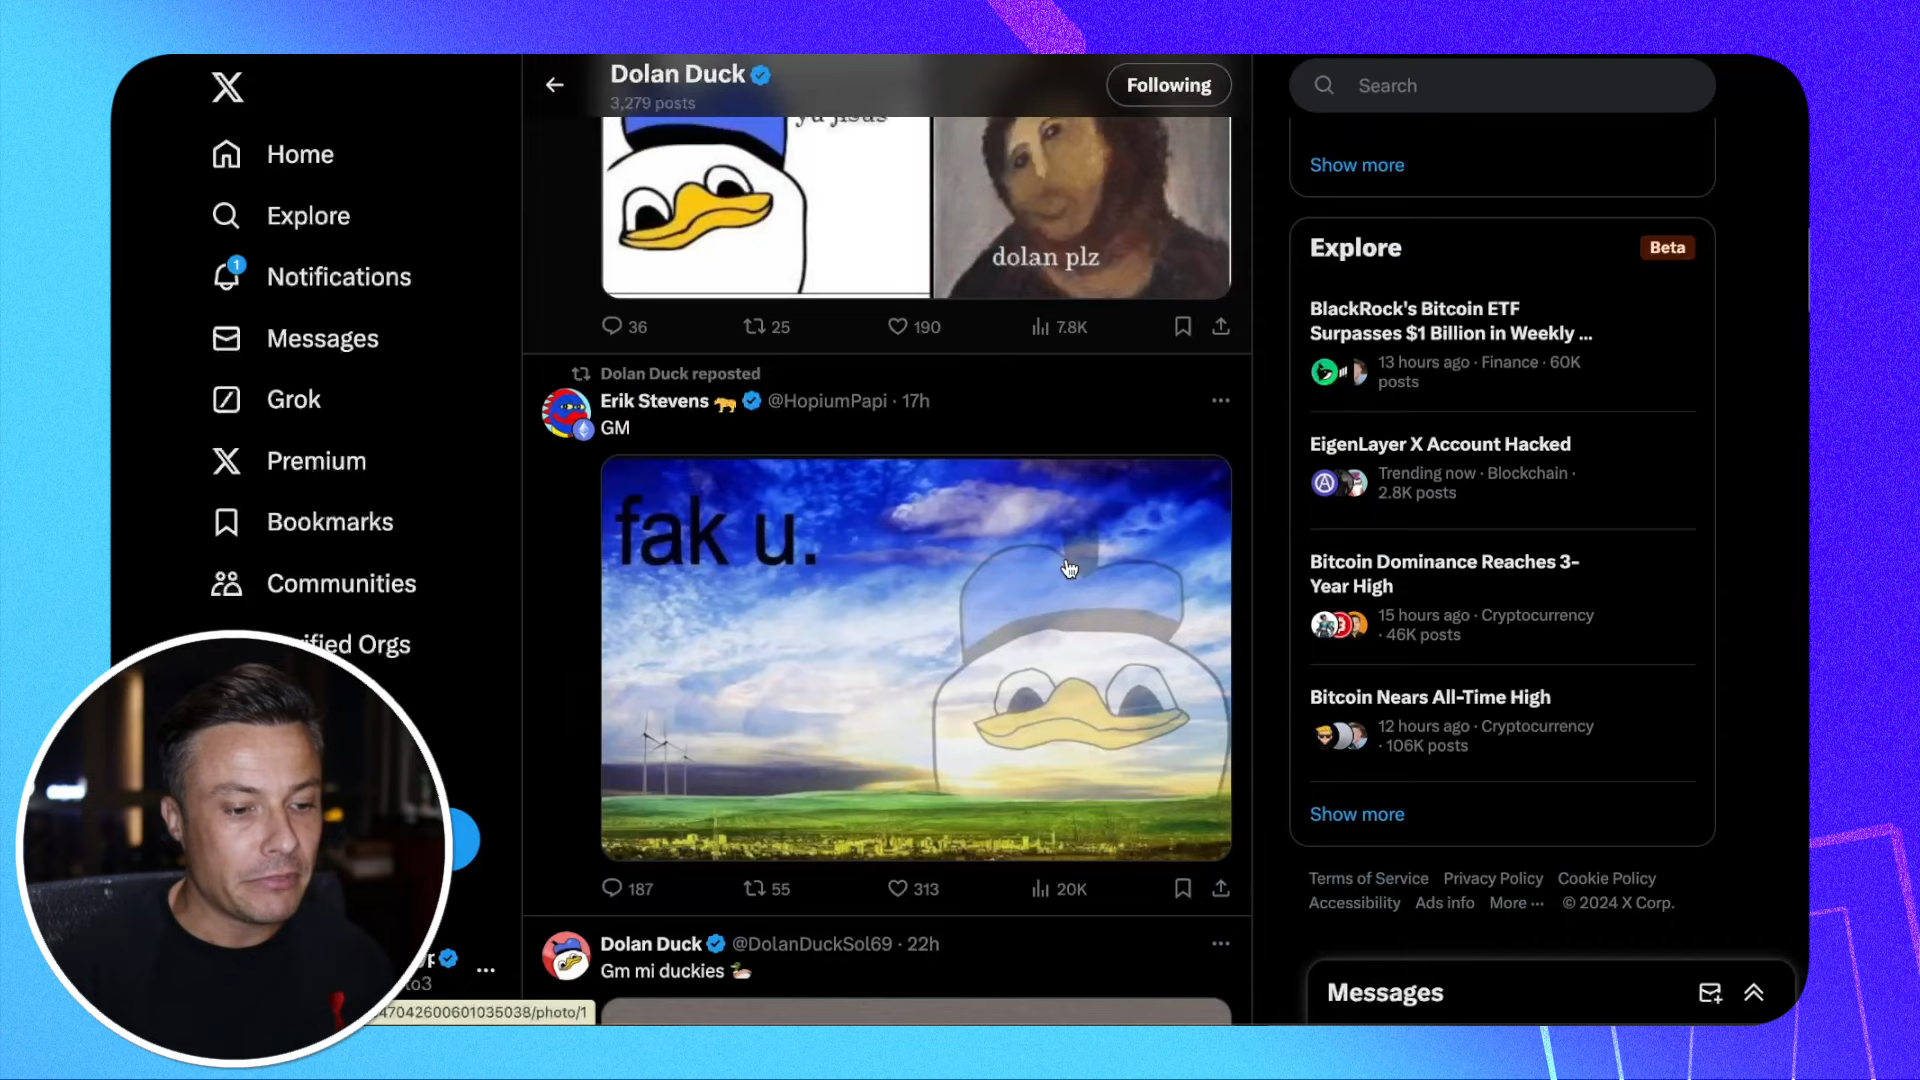 Home
Explore
1
Notifications
Messages
Grok
Premium
Bookmarks
Communities
Orgs
Dolan Duck
3,279 posts
Following
dolan plz
36
25
190
7.8K
Dolan Duck reposted
Erik Stevens @HopiumPapi · 17h
GM
fak u.
187
55
313
20K
Dolan Duck @DolanDuckSol69 · 22h
Gm mi duckies
47042600601035038/photo/1
Search
Show more
Explore
Beta
BlackRock's Bitcoin ETF
Surpasses $1 Billion in Weekly ...
13 hours ago · Finance · 60K
posts
EigenLayer X Account Hacked
Trending now · Blockchain ·
2.8K posts
Bitcoin Dominance Reaches 3-
Year High
15 hours ago · Cryptocurrency
· 46K posts
Bitcoin Nears All-Time High
12 hours ago · Cryptocurrency
· 106K posts
Show more
Terms of Service Privacy Policy Cookie Policy
Accessibility Ads info More ··· © 2024 X Corp.
Messages